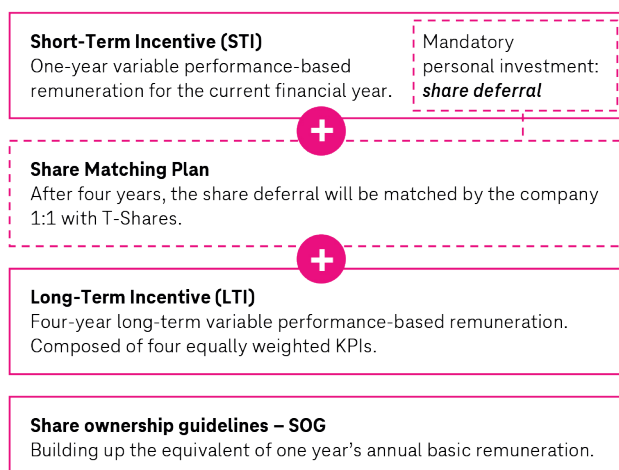 Short-Term Incentive (STI)
One-year variable performance-based
remuneration for the current financial year.
Mandatory
personal investment:
share deferral
+
Share Matching Plan
After four years, the share deferral will be matched by the company
1:1 with T-Shares.
+
Long-Term Incentive (LTI)
Four-year long-term variable performance-based remuneration.
Composed of four equally weighted KPIs.
Share ownership guidelines – SOG
Building up the equivalent of one year's annual basic remuneration.